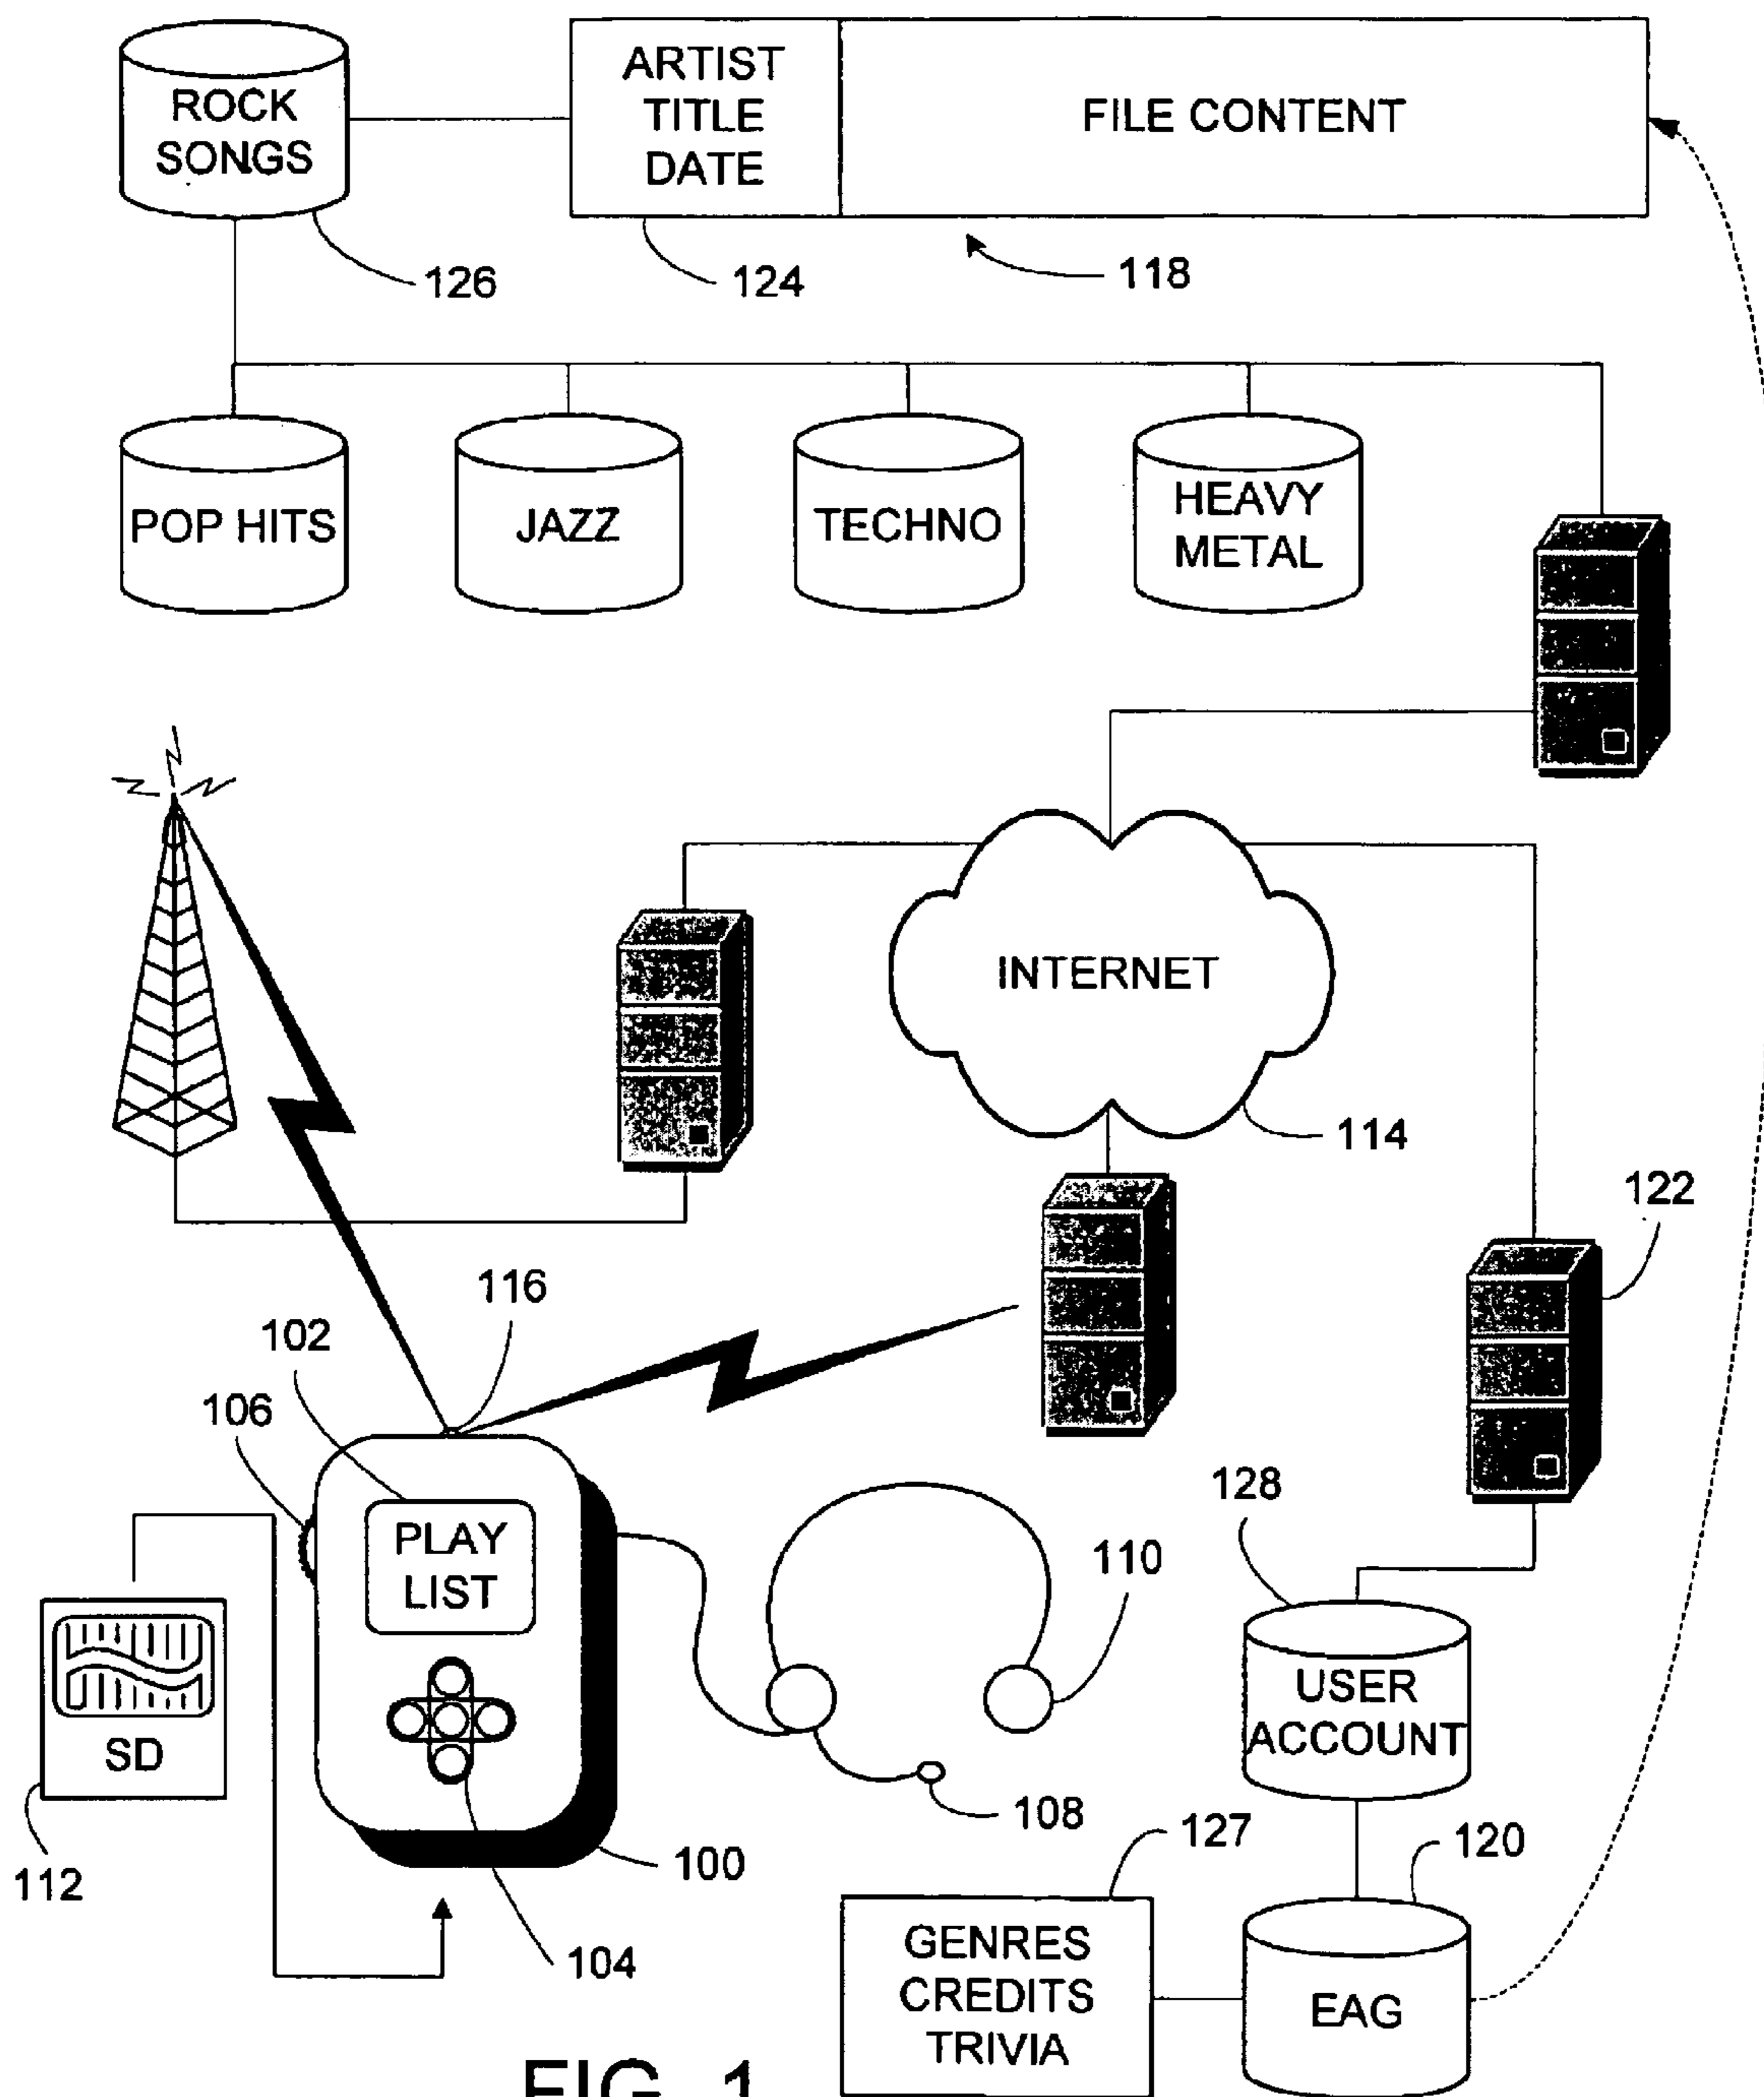 ROCK
SONGS
ARTIST
TITLE
DATE
FILE CONTENT
126
124
118
POP HITS
JAZZ
TECHNO
HEAVY
METAL
INTERNET
114
122
116
102
106
PLAY
LIST
110
128
USER
ACCOUNT
SD
108
112
100
127
120
104
GENRES
CREDITS
TRIVIA
EAG
FIG. 1